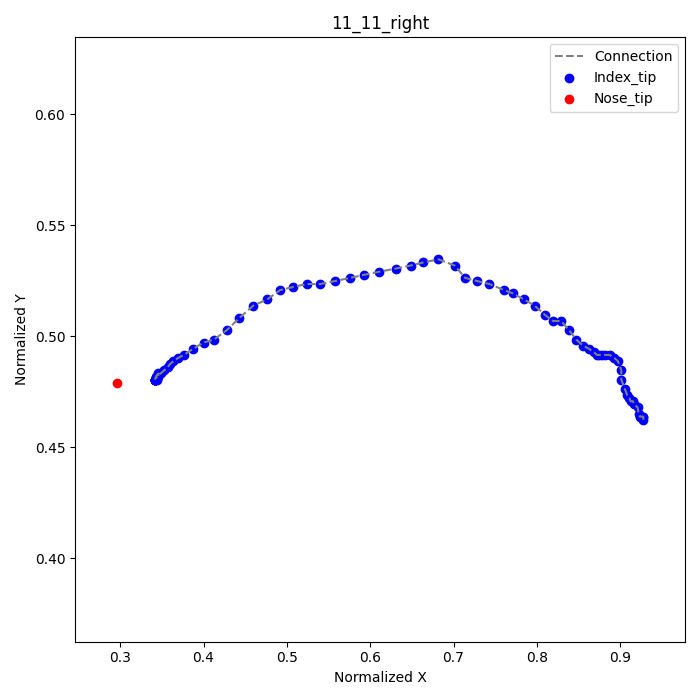 11_11_right
Connection
Index_tip
Nose_tip
0.60
0.55
0.50
0.45
0.40
Normalized Y
0.3 0.4 0.5 0.6 0.7 0.8 0.9
Normalized X